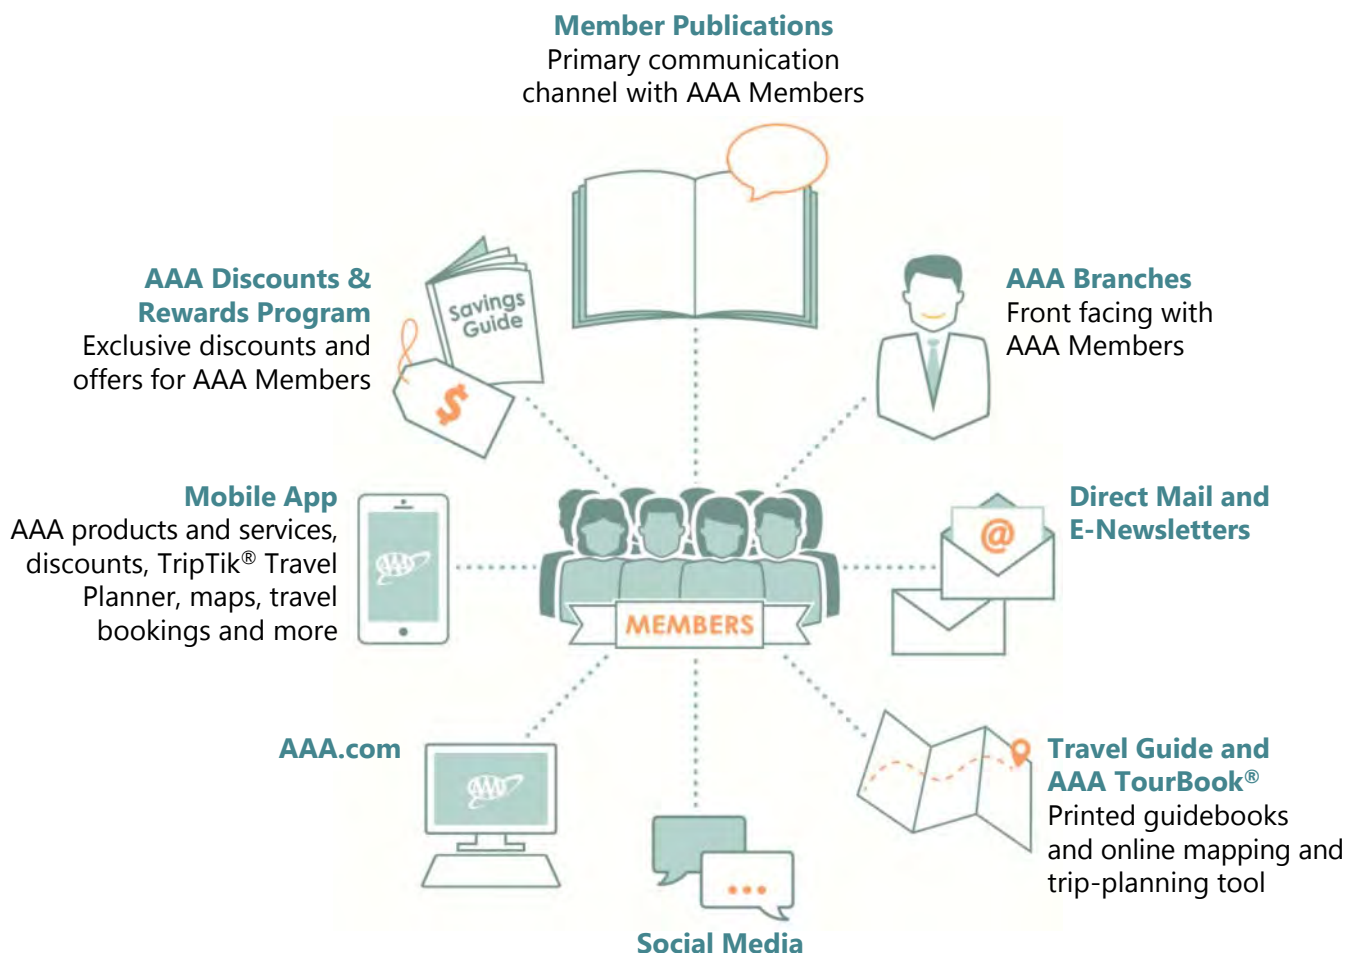 Member Publications
Primary communication
channel with AAA Members
AAA Discounts &
Rewards Program
Exclusive discounts and
offers for AAA Members
Savings
Guide
$
AAA Branches
Front facing with
AAA Members
Mobile App
AAA products and services,
discounts, TripTik® Travel
Planner, maps, travel
bookings and more
AAA
MEMBERS
@
Direct Mail and
E-Newsletters
AAA.com
AAA
Travel Guide and
AAA TourBook®
Printed guidebooks
and online mapping and
trip-planning tool
Social Media